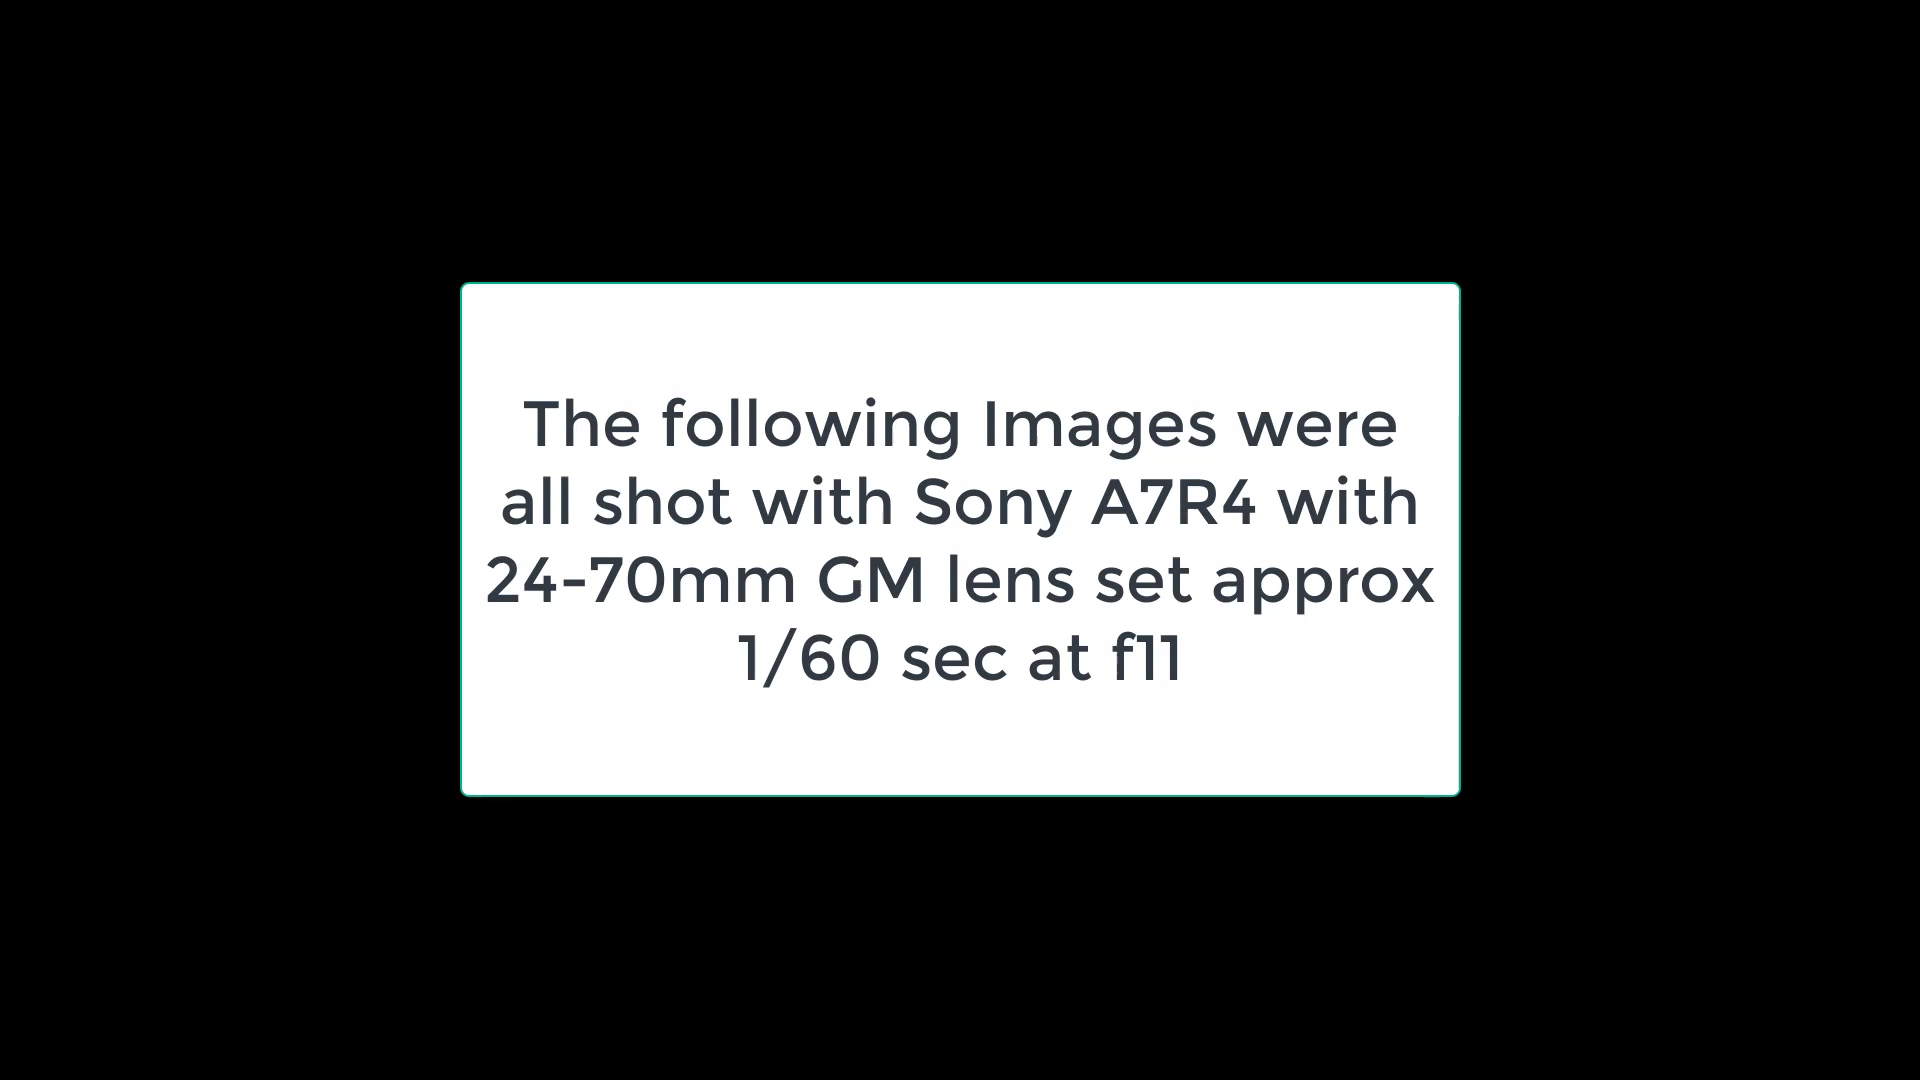 The following Images were
all shot with Sony A7R4 with
24-70mm GM lens set approx
1/60 sec at f11